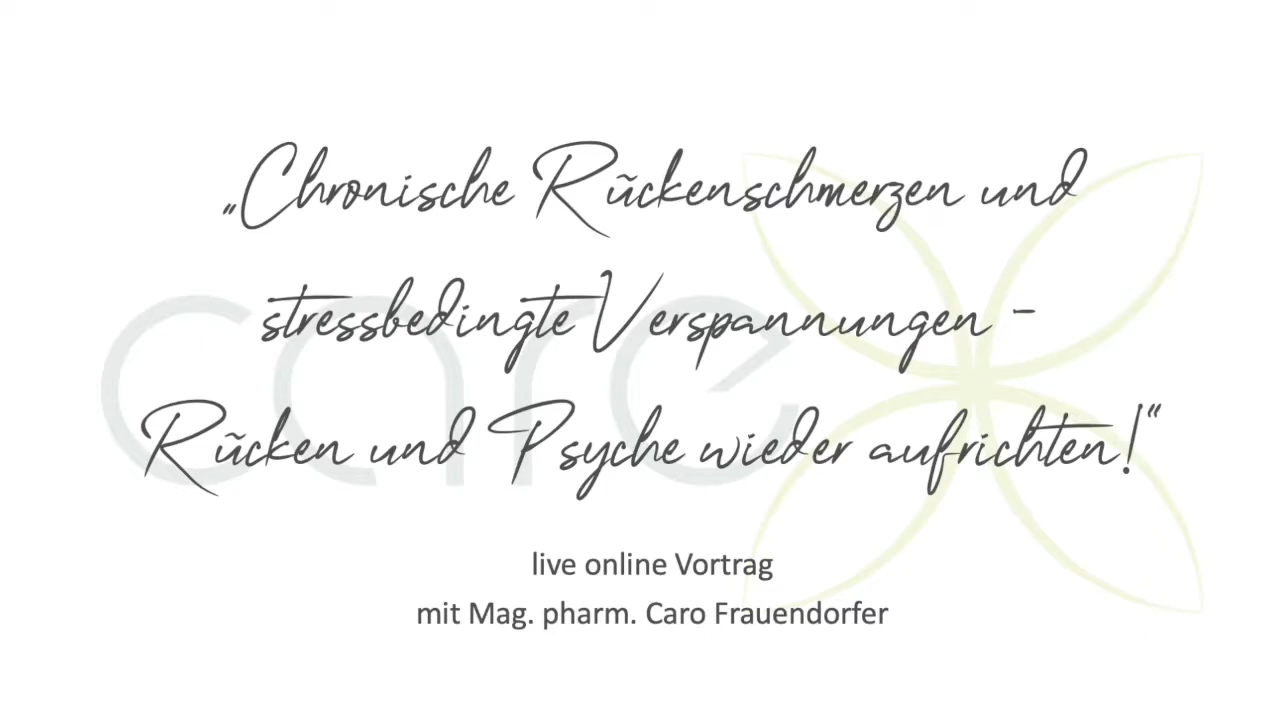 „Chronische Rückenschmerzen und
stressbedingte Verspannungen -
Rücken und Psyche wieder aufrichten!“
care
live online Vortrag
mit Mag. pharm. Caro Frauendorfer